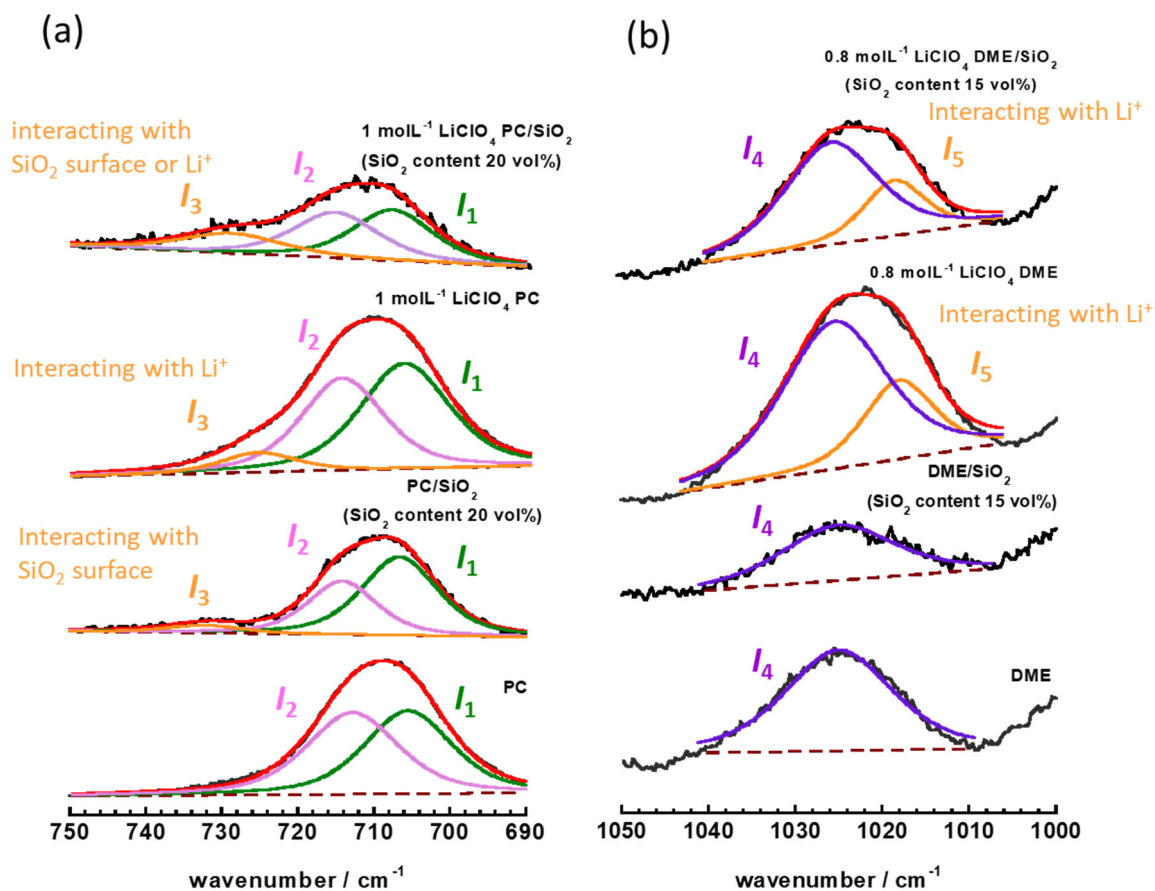 (a)
interacting with
SiO₂ surface or Li⁺
1 molL⁻¹ LiClO₄ PC/SiO₂
(SiO₂ content 20 vol%)
I₃
I₂
I₁
1 molL⁻¹ LiClO₄ PC
Interacting with Li⁺
I₃
I₂
I₁
PC/SiO₂
(SiO₂ content 20 vol%)
Interacting with
SiO₂ surface
I₃
I₂
I₁
PC
I₂
I₁
750 740 730 720 710 700 690
wavenumber / cm⁻¹
(b)
0.8 molL⁻¹ LiClO₄ DME/SiO₂
(SiO₂ content 15 vol%)
Interacting with Li⁺
I₄
I₅
0.8 molL⁻¹ LiClO₄ DME
Interacting with Li⁺
I₄
I₅
DME/SiO₂
(SiO₂ content 15 vol%)
I₄
I₄
DME
1050 1040 1030 1020 1010 1000
wavenumber / cm⁻¹